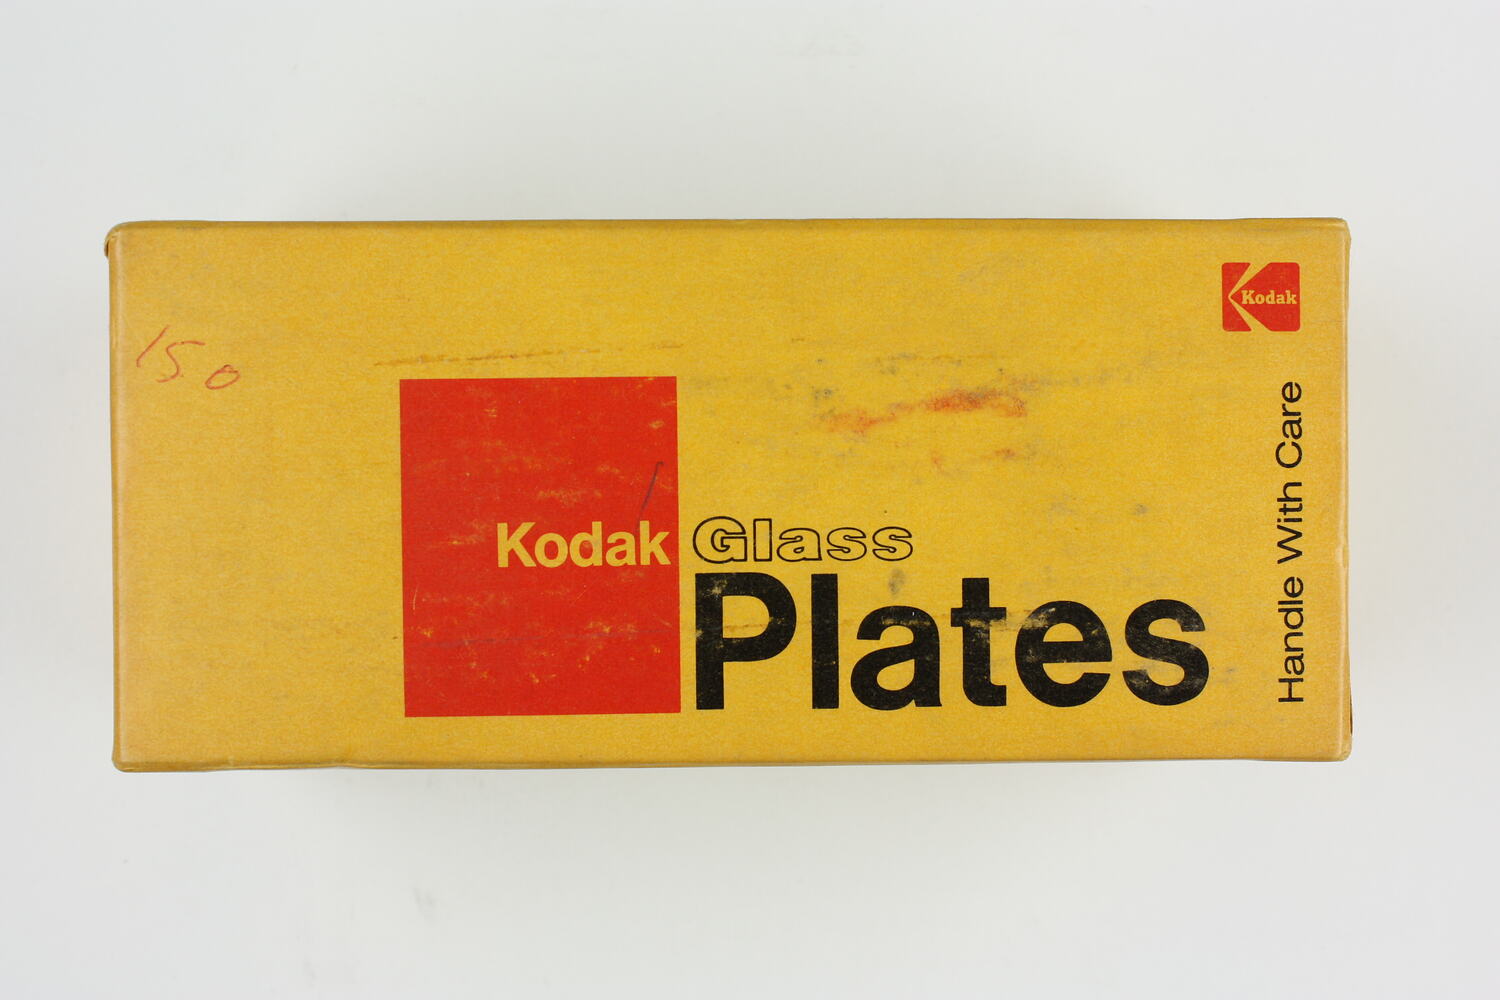 Kodak
150
Kodak Glass
Plates
Handle With Care